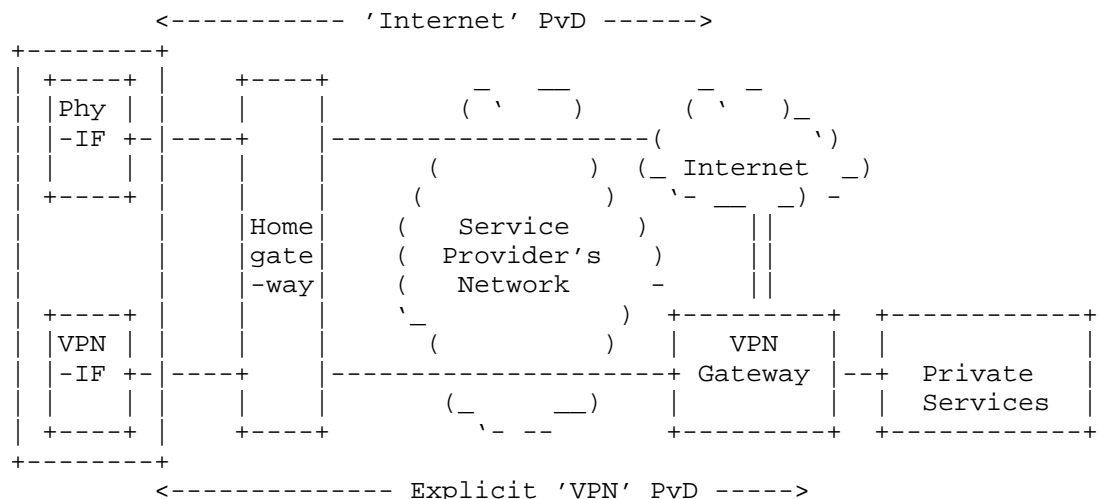 <----------- 'Internet' PvD ------>
Phy
-IF
Internet
Home Service
gate Provider's
-way Network
VPN VPN
-IF Gateway Private
Services
<-------------- Explicit 'VPN' PvD ----->